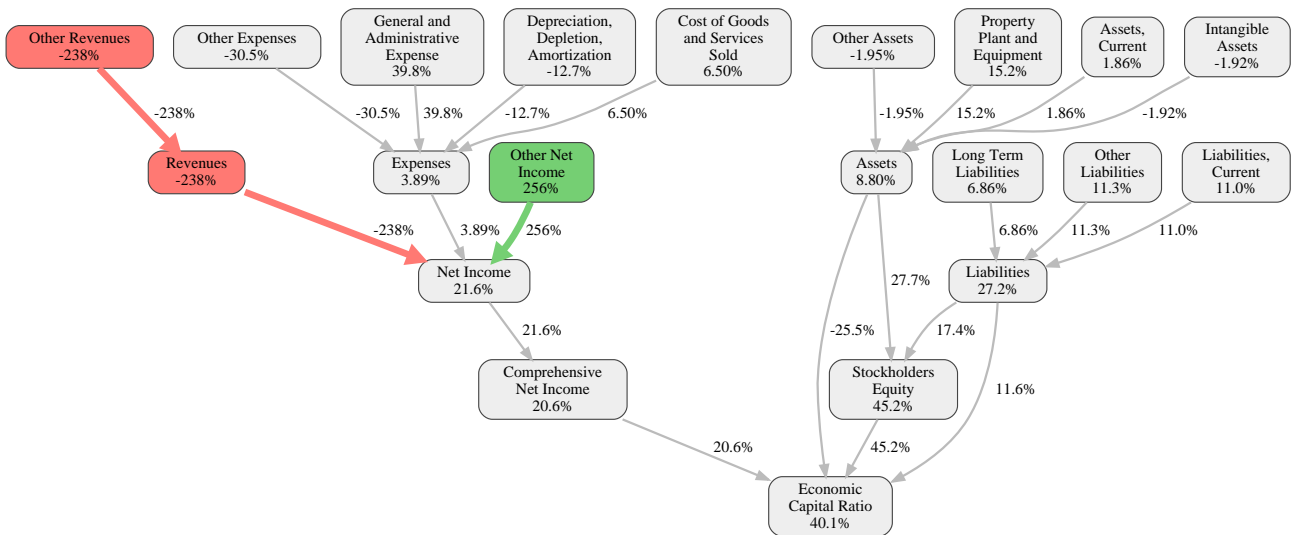 Other Revenues
-238%
Other Expenses
-30.5%
General and
Administrative
Expense
39.8%
Depreciation,
Depletion,
Amortization
-12.7%
Cost of Goods
and Services
Sold
6.50%
Other Assets
-1.95%
Property
Plant and
Equipment
15.2%
Assets,
Current
1.86%
Intangible
Assets
-1.92%
-238%
-30.5%
39.8%
-12.7%
6.50%
-1.95%
15.2%
1.86%
-1.92%
Revenues
-238%
Expenses
3.89%
Other Net
Income
256%
Assets
8.80%
Long Term
Liabilities
6.86%
Other
Liabilities
11.3%
Liabilities,
Current
11.0%
-238%
3.89%
256%
6.86%
11.3%
11.0%
Net Income
21.6%
27.7%
Liabilities
27.2%
21.6%
-25.5%
17.4%
Comprehensive
Net Income
20.6%
Stockholders
Equity
45.2%
11.6%
20.6%
45.2%
Economic
Capital Ratio
40.1%